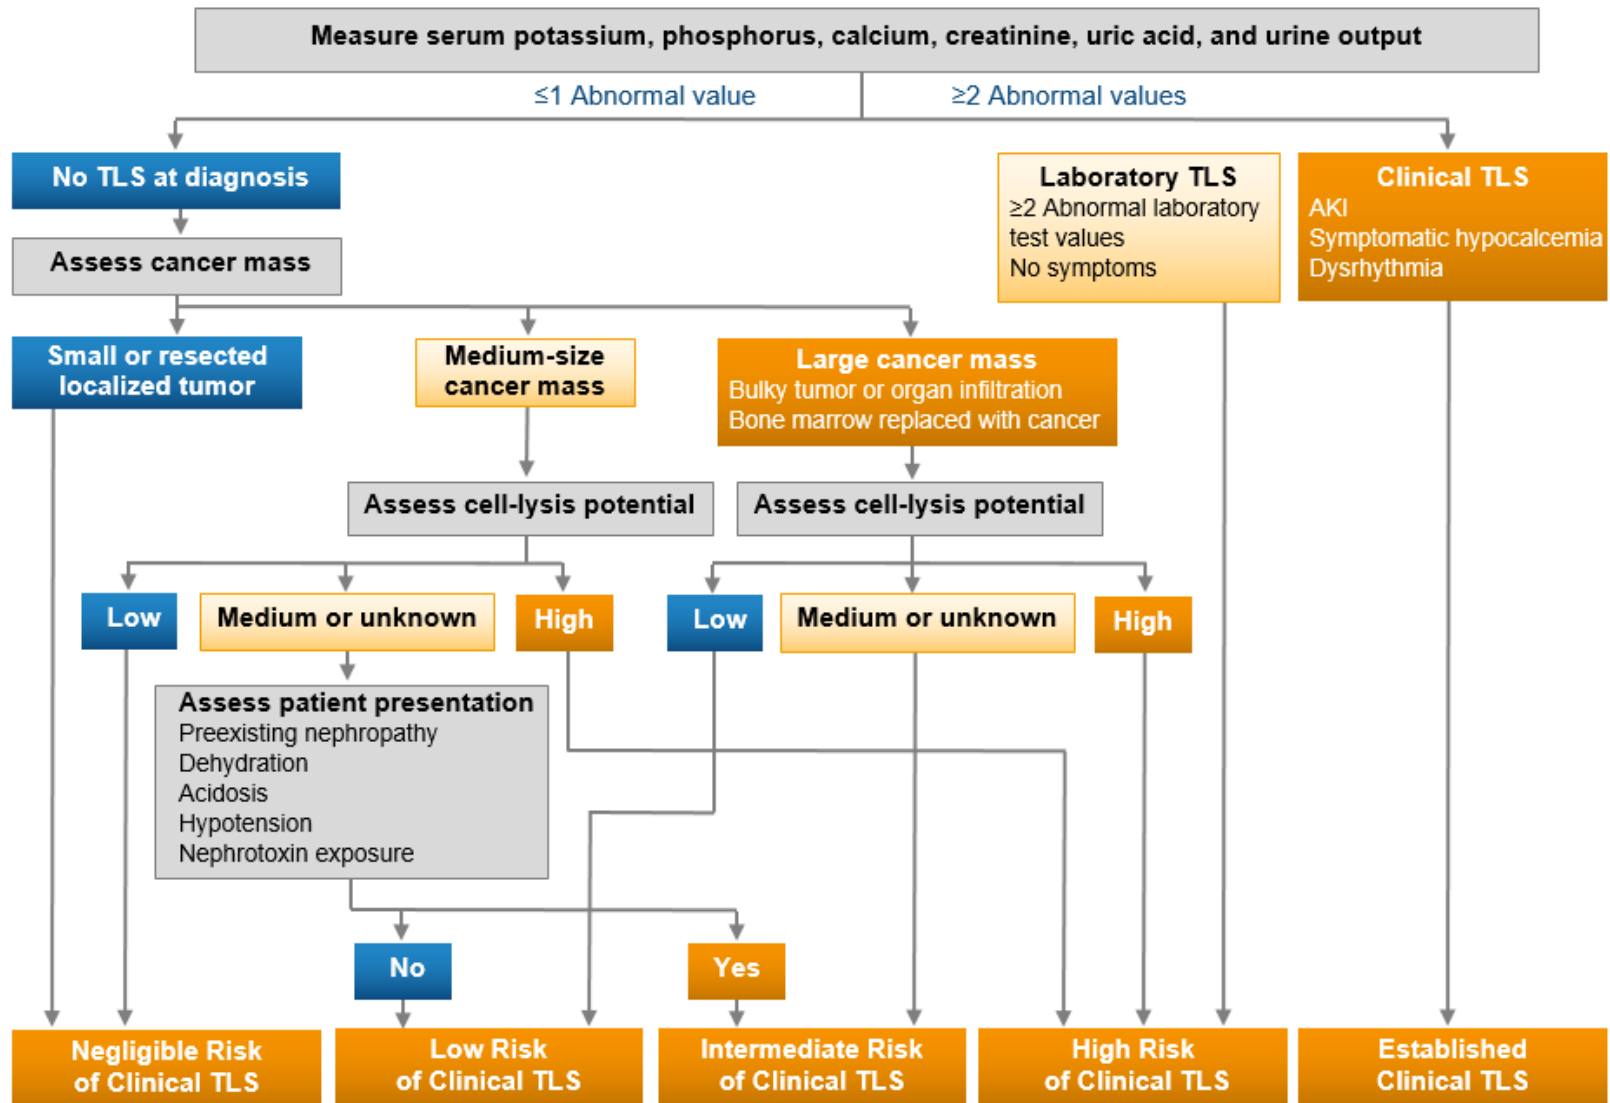 Measure serum potassium, phosphorus, calcium, creatinine, uric acid, and urine output
≤1 Abnormal value
≥2 Abnormal values
No TLS at diagnosis
Laboratory TLS
≥2 Abnormal laboratory
test values
No symptoms
Clinical TLS
AKI
Symptomatic hypocalcemia
Dysrhythmia
Assess cancer mass
Small or resected
localized tumor
Medium-size
cancer mass
Large cancer mass
Bulky tumor or organ infiltration
Bone marrow replaced with cancer
Assess cell-lysis potential
Assess cell-lysis potential
Low
Medium or unknown
High
Low
Medium or unknown
High
Assess patient presentation
Preexisting nephropathy
Dehydration
Acidosis
Hypotension
Nephrotoxin exposure
No
Yes
Negligible Risk
of Clinical TLS
Low Risk
of Clinical TLS
Intermediate Risk
of Clinical TLS
High Risk
of Clinical TLS
Established
Clinical TLS